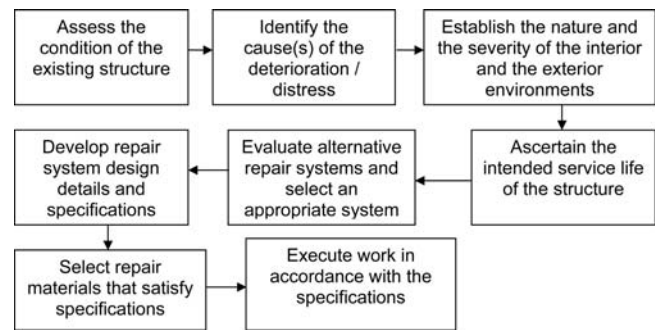 Assess the
condition of the
existing structure
Identify the
cause(s) of the
deterioration /
distress
Establish the nature and
the severity of the interior
and the exterior
environments
Ascertain the
intended service life
of the structure
Evaluate alternative
repair systems and
select an
appropriate system
Develop repair
system design
details and
specifications
Select repair
materials that satisfy
specifications
Execute work in
accordance with the
specifications